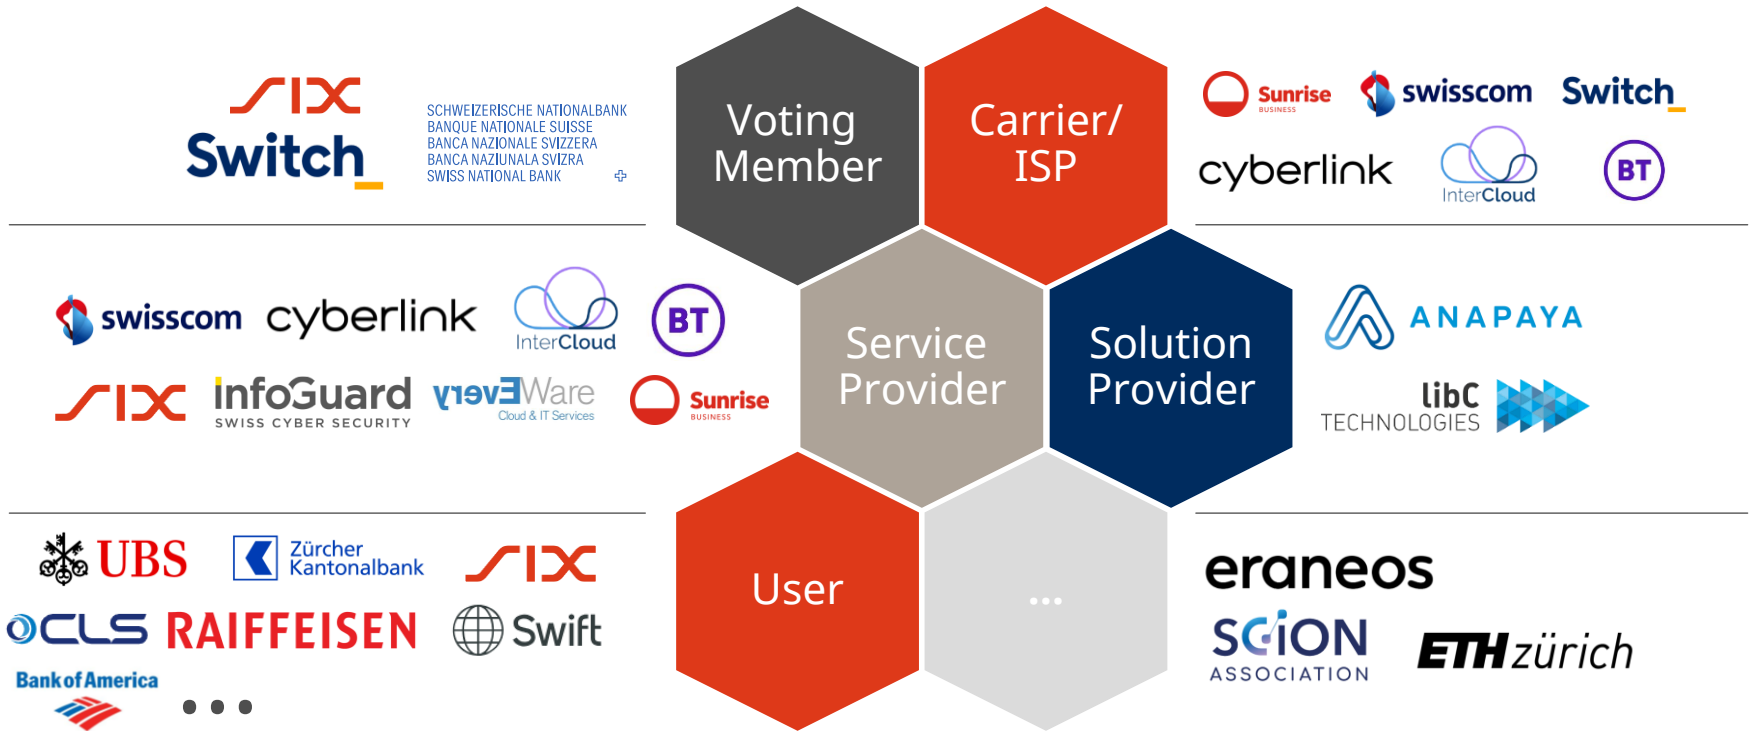 SIX
Switch_
SCHWEIZERISCHE NATIONALBANK
BANQUE NATIONALE SUISSE
BANCA NAZIONALE SVIZZERA
BANCA NAZIUNALA SVIZRA
SWISS NATIONAL BANK
Voting
Member
Carrier/
ISP
Sunrise
BUSINESS
swisscom
Switch_
cyberlink
InterCloud
BT
swisscom
cyberlink
InterCloud
BT
SIX
infoGuard
SWISS CYBER SECURITY
EveryWare
Cloud & IT Services
Sunrise
BUSINESS
Service
Provider
Solution
Provider
ANAPAYA
libC
TECHNOLOGIES
UBS
Zürcher
Kantonalbank
SIX
CLS
RAIFFEISEN
Swift
Bank of America
...
User
...
eraneos
SCiON
ASSOCIATION
ETH zürich